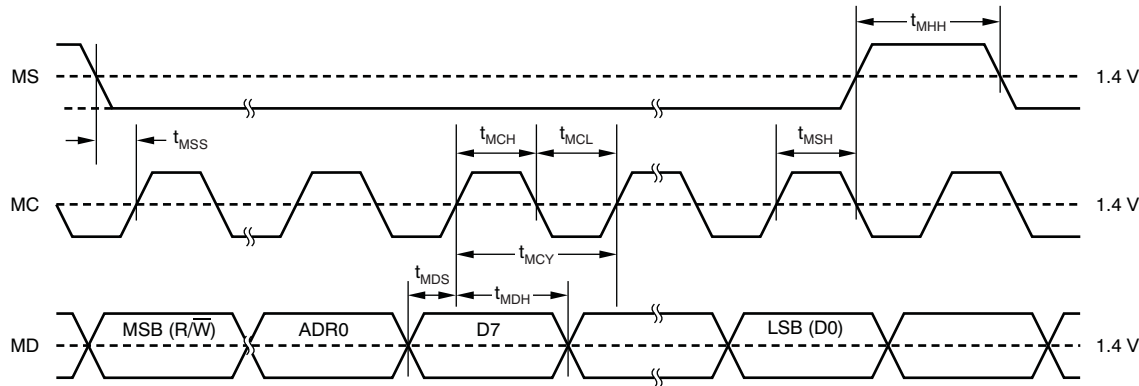 tMHH
MS
1.4 V
tMSS
tMCH
tMCL
tMSH
MC
1.4 V
tMCY
tMDS
tMDH
MD
MSB (R/W̅)
ADR0
D7
LSB (D0)
1.4 V